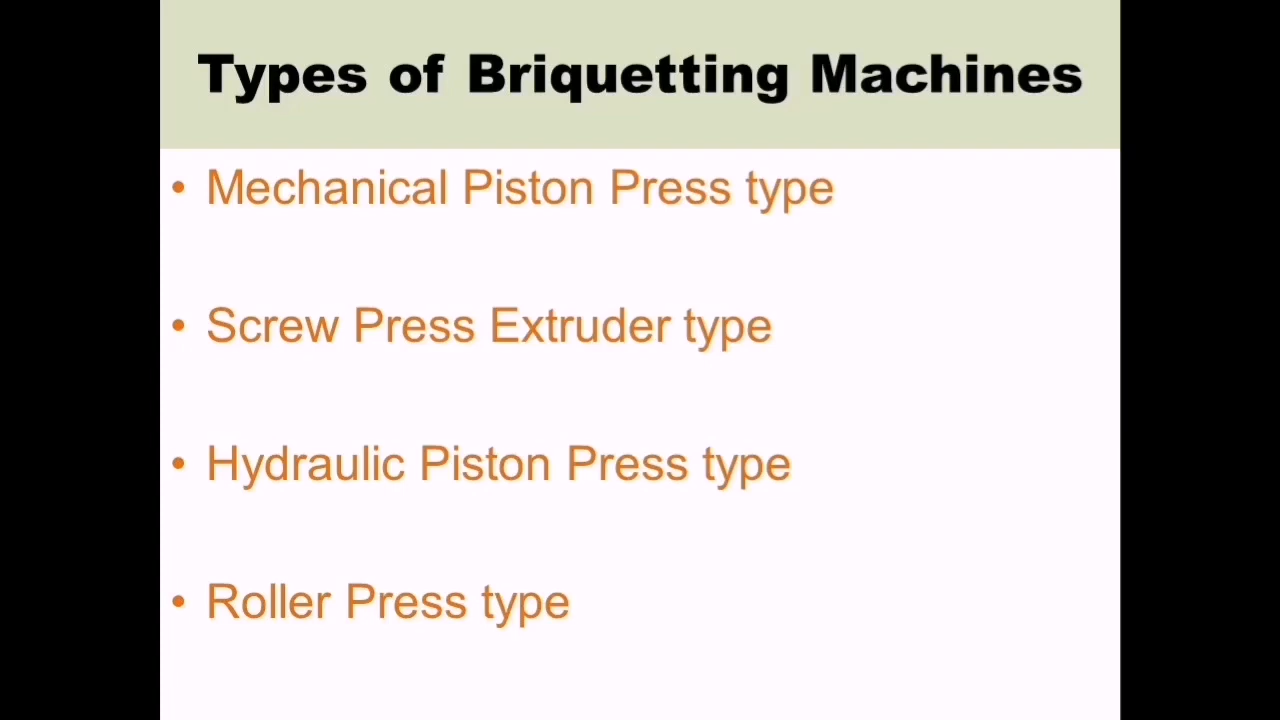 Types of Briquetting Machines
• Mechanical Piston Press type
• Screw Press Extruder type
• Hydraulic Piston Press type
• Roller Press type